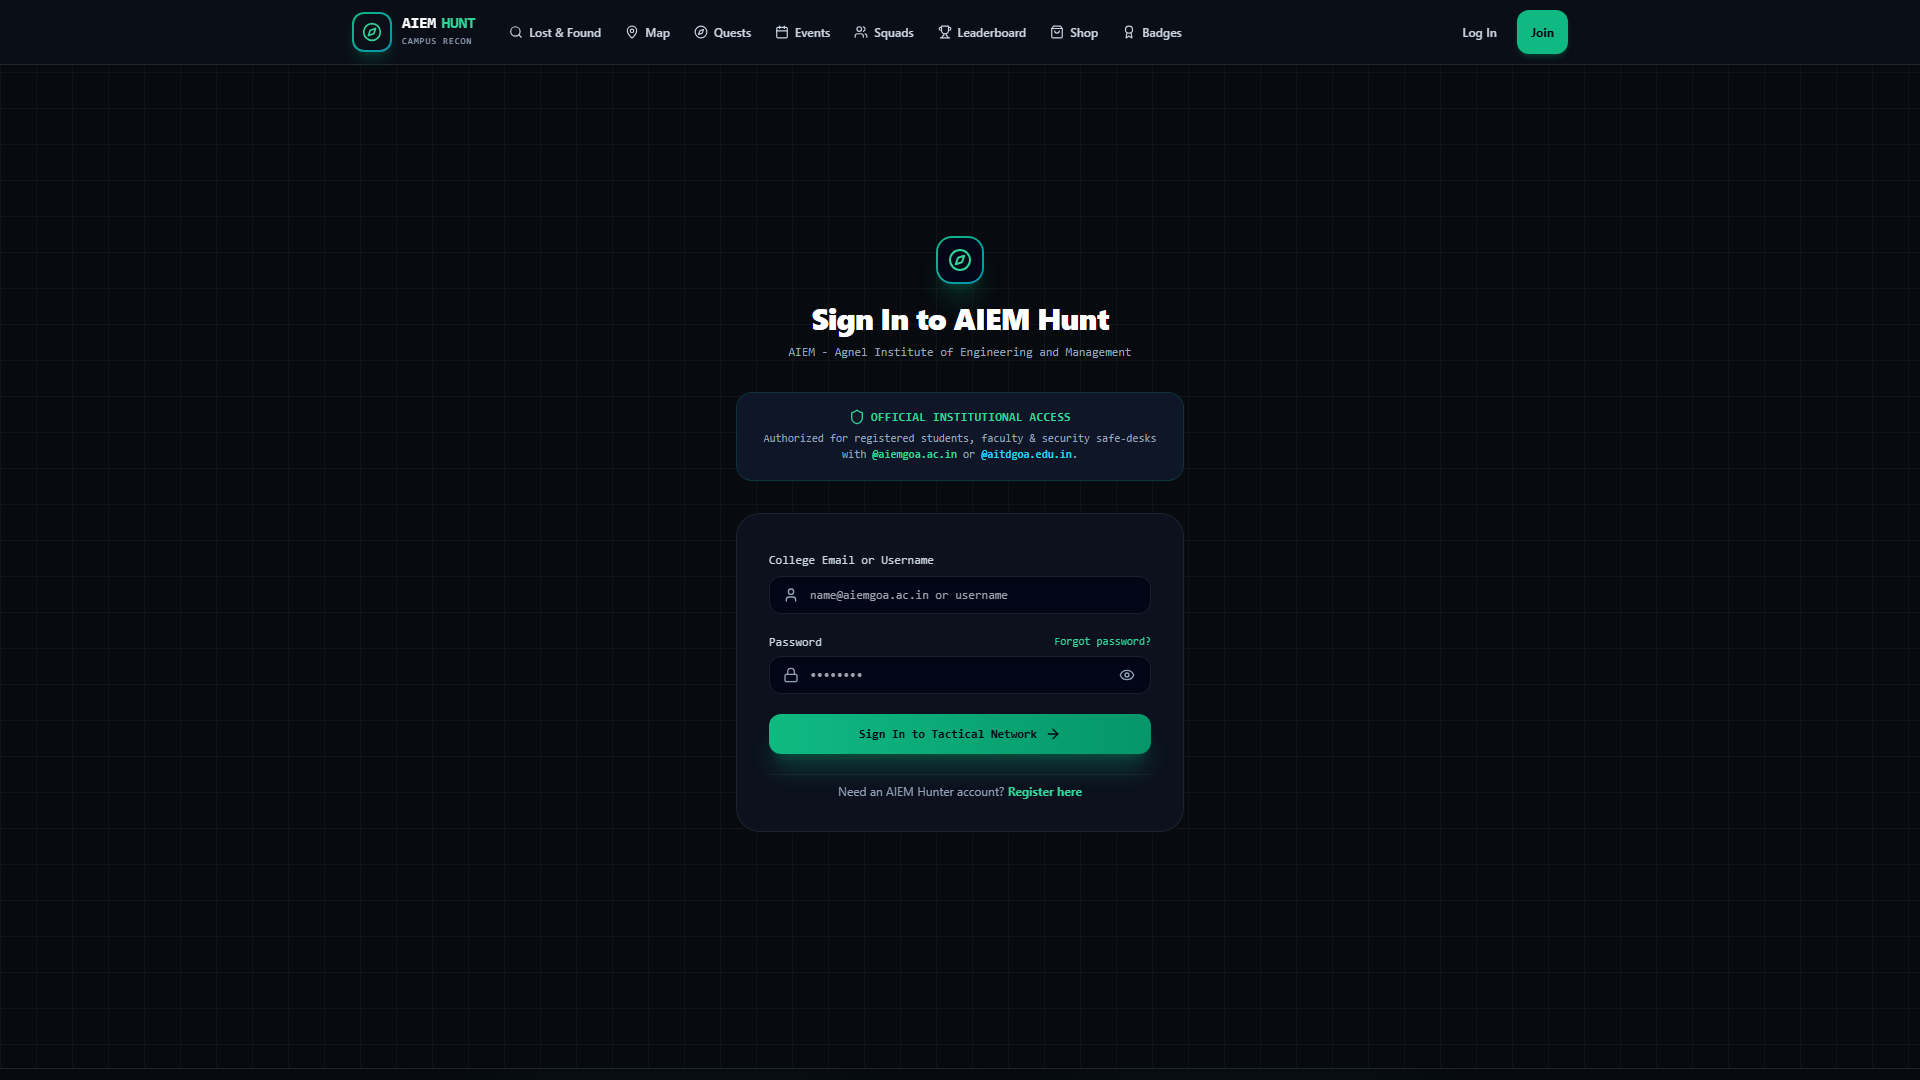 AIEM HUNT
CAMPUS RECON
Lost & Found
Map
Quests
Events
Squads
Leaderboard
Shop
Badges
Log In
Join
Sign In to AIEM Hunt
AIEM - Agnel Institute of Engineering and Management
OFFICIAL INSTITUTIONAL ACCESS
Authorized for registered students, faculty & security safe-desks
with @aiemgoa.ac.in or @aitdgoa.edu.in.
College Email or Username
name@aiemgoa.ac.in or username
Password
Forgot password?
••••••••
Sign In to Tactical Network
Need an AIEM Hunter account? Register here